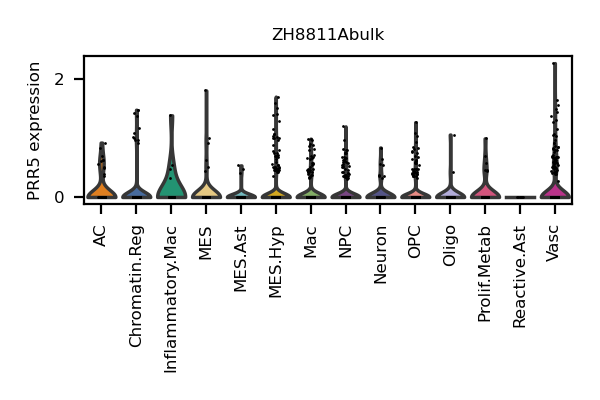 ZH8811Abulk
PRR5 expression
2
0
AC
Chromatin.Reg
Inflammatory.Mac
MES
MES.Ast
MES.Hyp
Mac
NPC
Neuron
OPC
Oligo
Prolif.Metab
Reactive.Ast
Vasc